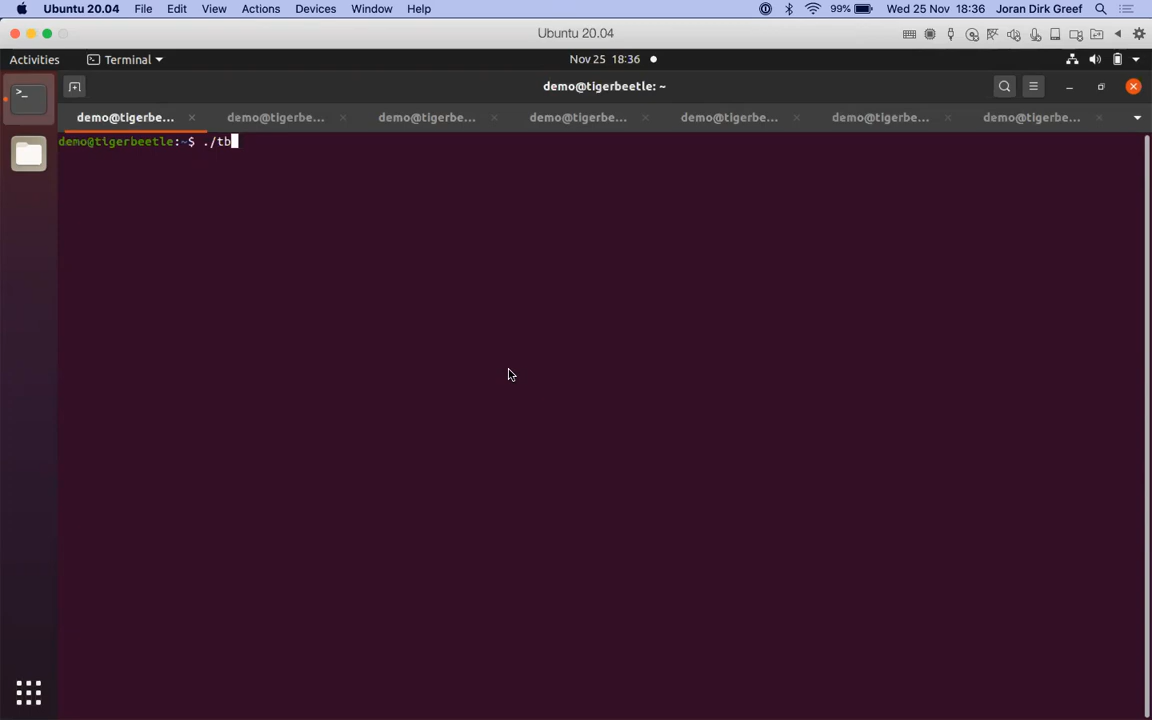 Ubuntu 20.04 File Edit View Actions Devices Window Help 99% Wed 25 Nov 18:36 Joran Dirk Greef
Ubuntu 20.04
Activities Terminal Nov 25 18:36
demo@tigerbeetle: ~
demo@tigerbe... demo@tigerbe... demo@tigerbe... demo@tigerbe... demo@tigerbe... demo@tigerbe... demo@tigerbe...
demo@tigerbeetle:~$ ./tb